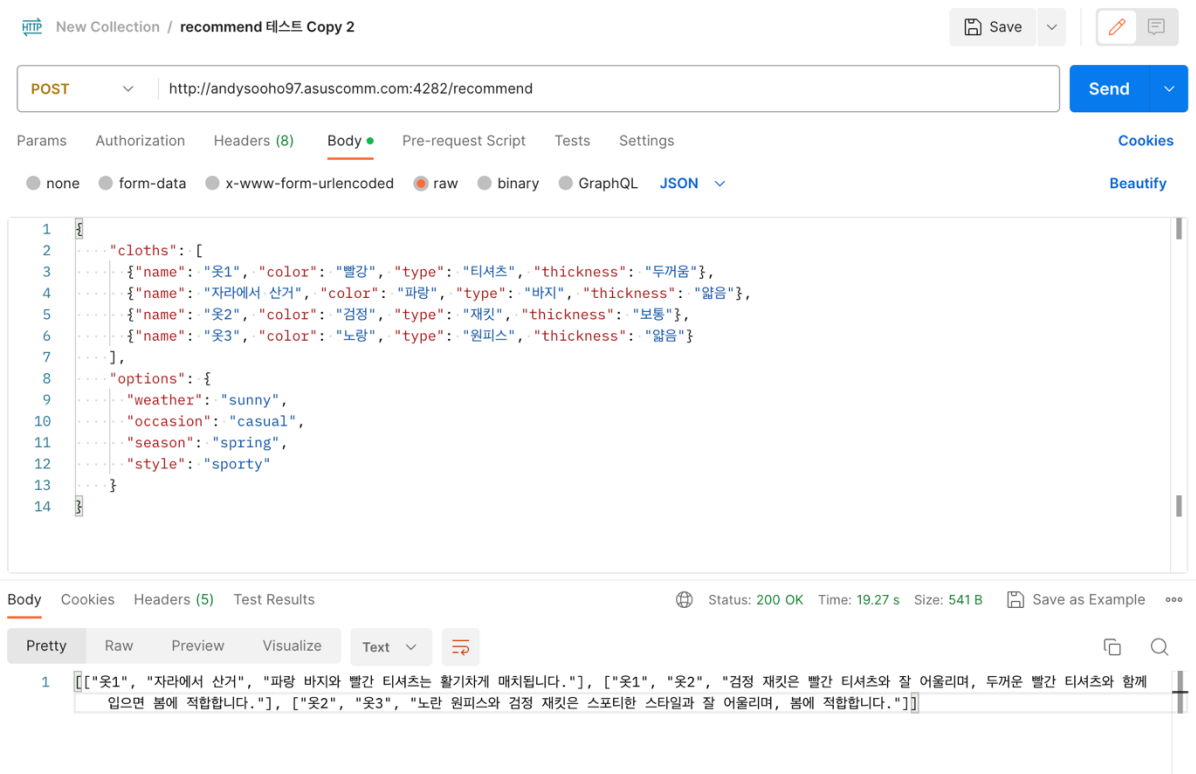 HTTP New Collection / recommend 테스트 Copy 2 Save
POST http://andysooho97.asuscomm.com:4282/recommend Send
Params Authorization Headers (8) Body Pre-request Script Tests Settings Cookies
none form-data x-www-form-urlencoded raw binary GraphQL JSON Beautify
1 {
2 "cloths": [
3 {"name": "옷1", "color": "빨강", "type": "티셔츠", "thickness": "두꺼움"},
4 {"name": "자라에서 산거", "color": "파랑", "type": "바지", "thickness": "얇음"},
5 {"name": "옷2", "color": "검정", "type": "재킷", "thickness": "보통"},
6 {"name": "옷3", "color": "노랑", "type": "원피스", "thickness": "얇음"}
7 ],
8 "options": {
9 "weather": "sunny",
10 "occasion": "casual",
11 "season": "spring",
12 "style": "sporty"
13 }
14 }
Body Cookies Headers (5) Test Results Status: 200 OK Time: 19.27 s Size: 541 B Save as Example
Pretty Raw Preview Visualize Text
1 [["옷1", "자라에서 산거", "파랑 바지와 빨간 티셔츠는 활기차게 매치됩니다."], ["옷1", "옷2", "검정 재킷은 빨간 티셔츠와 잘 어울리며, 두꺼운 빨간 티셔츠와 함께
입으면 봄에 적합합니다."], ["옷2", "옷3", "노란 원피스와 검정 재킷은 스포티한 스타일과 잘 어울리며, 봄에 적합합니다."]]